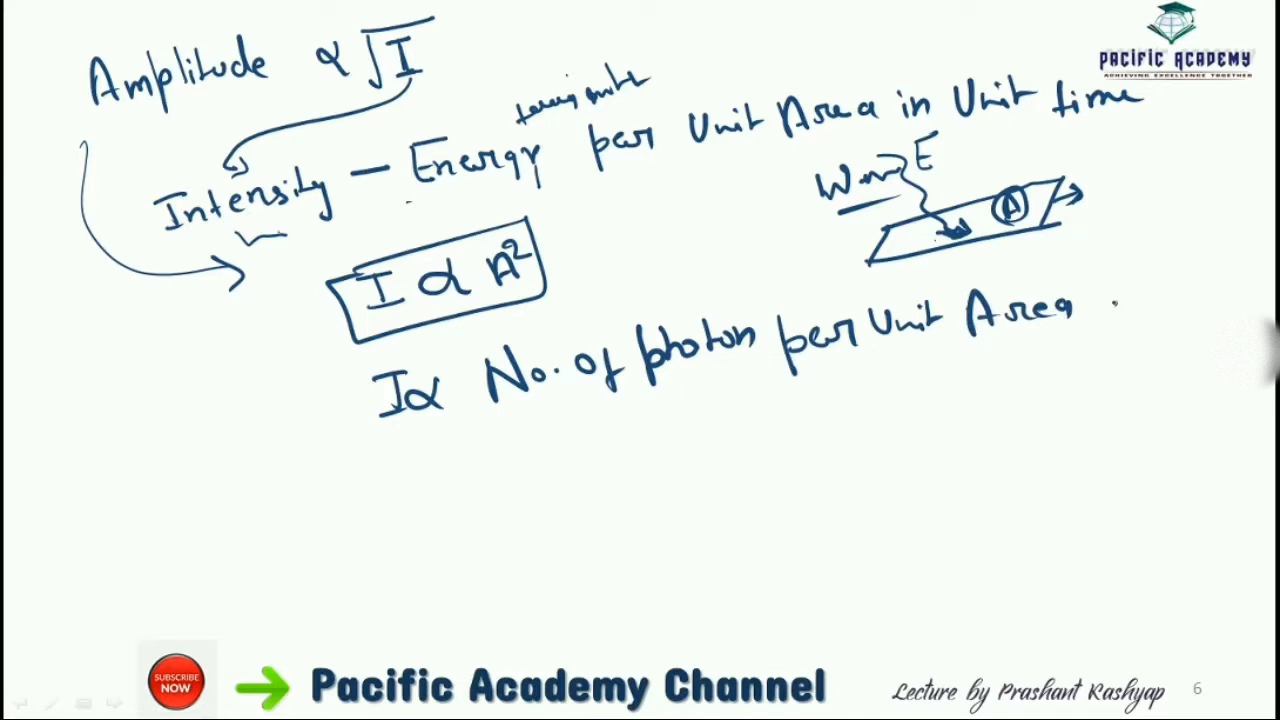 PACIFIC ACADEMY
ACHIEVING EXCELLENCE TOGETHER
Amplitude ∝ √I
Intensity — Energy per Unit Area in Unit time
E
A
I ∝ A²
I∝ No. of photon per Unit Area
SUBSCRIBE NOW
Pacific Academy Channel
Lecture by Prashant Kashyap
6